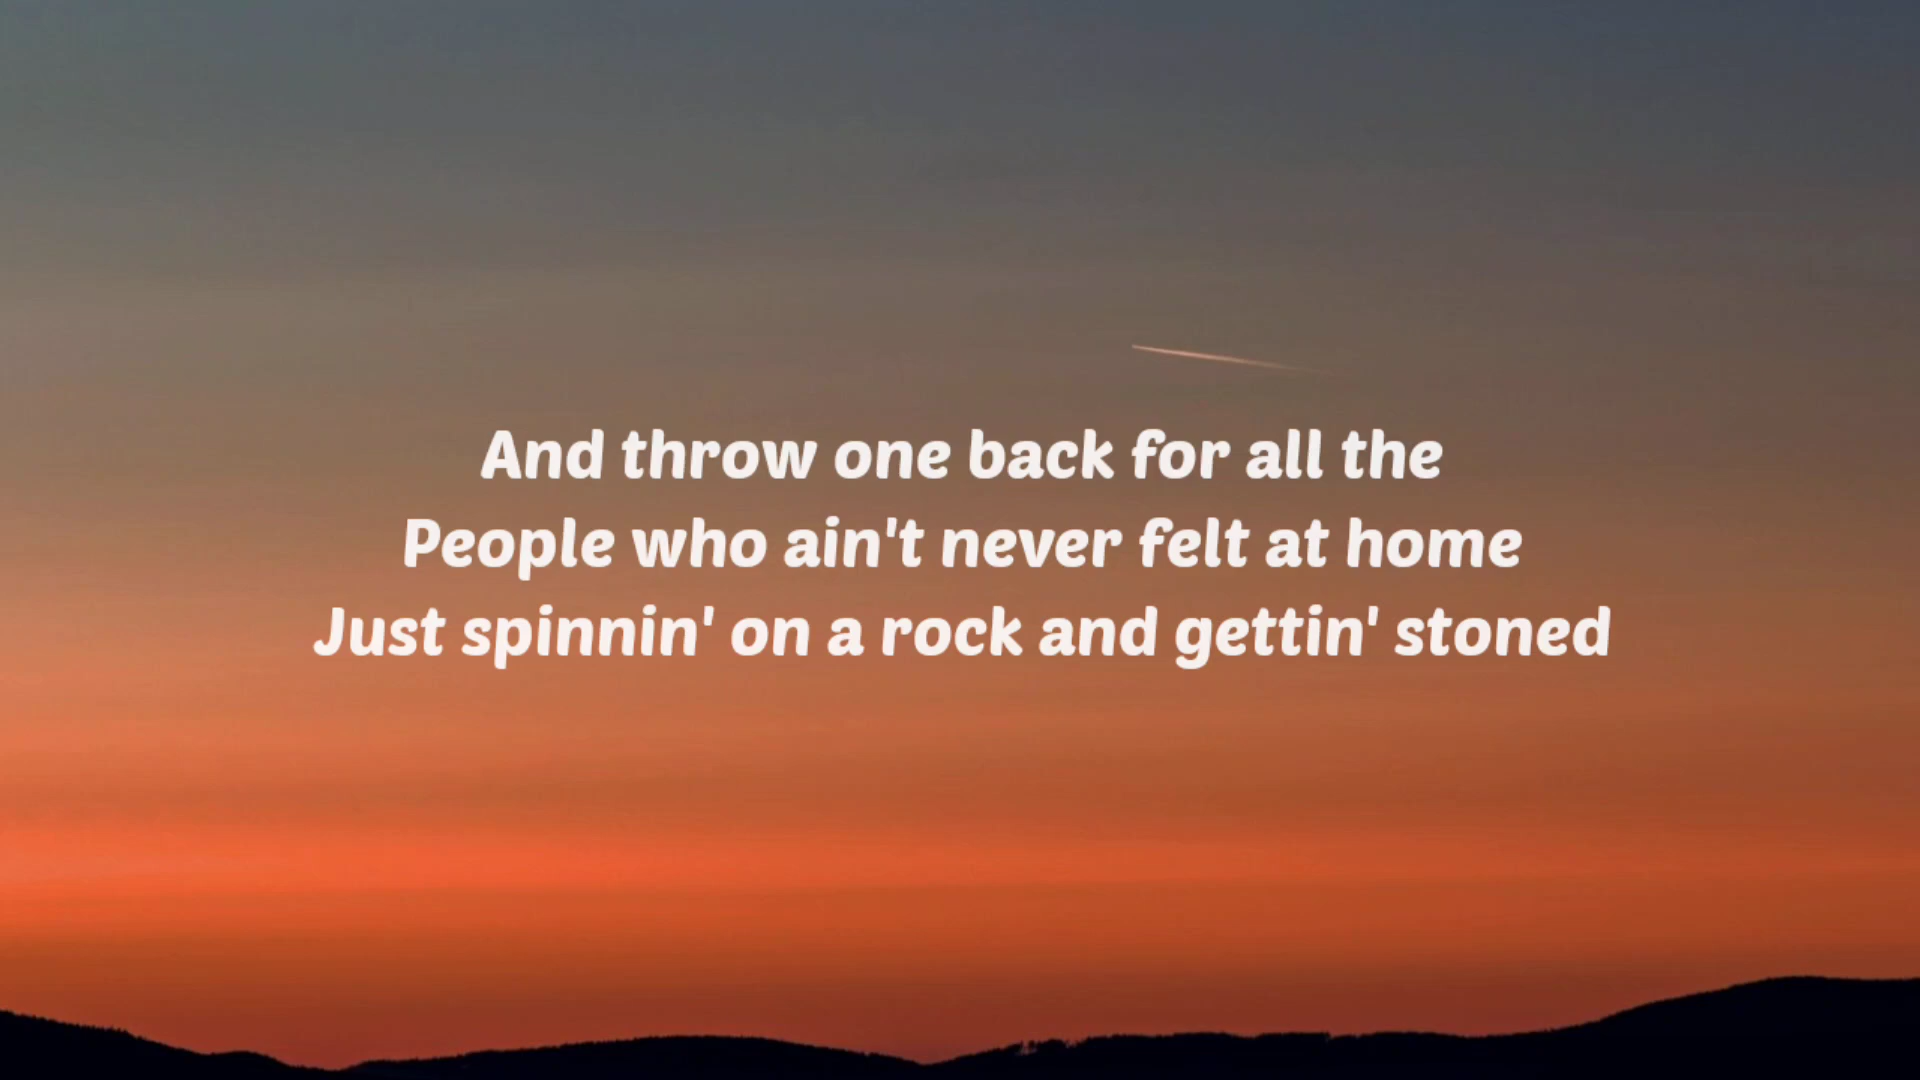 And throw one back for all the
People who ain't never felt at home
Just spinnin' on a rock and gettin' stoned